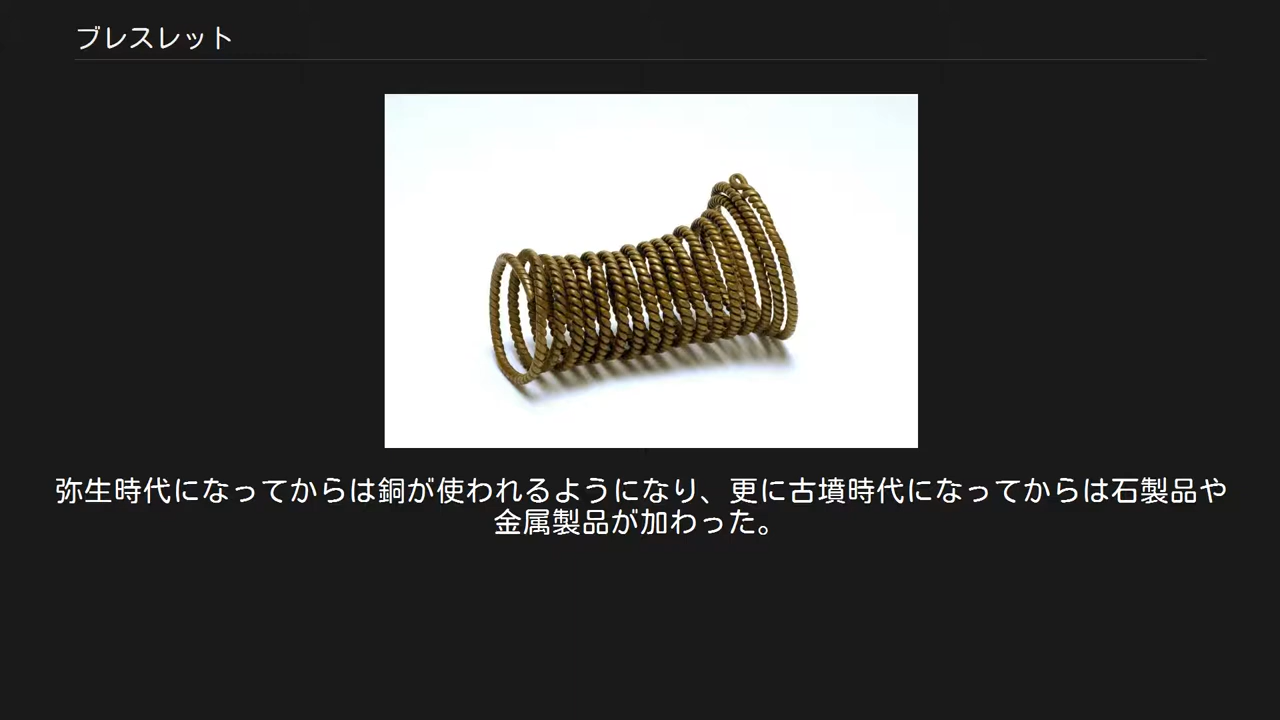 ブレスレット
弥生時代になってからは銅が使われるようになり、更に古墳時代になってからは石製品や
金属製品が加わった。